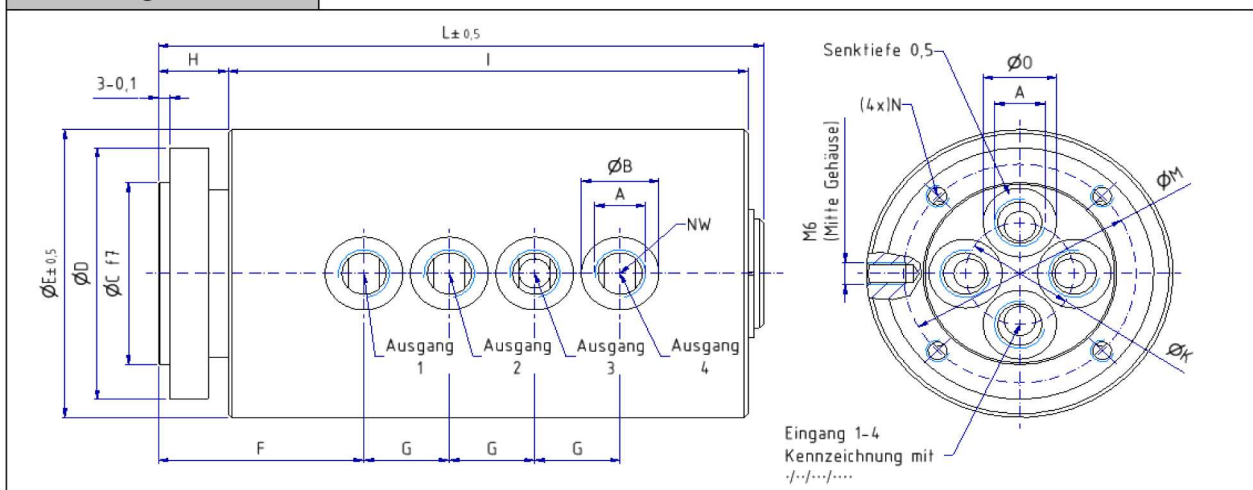 L± 0,5
H
I
3-0,1
ØE± 0,5
ØD
ØC f7
ØB
A
NW
Ausgang
1
Ausgang
2
Ausgang
3
Ausgang
4
F
G
G
G
Senktiefe 0,5
ØO
A
(4x)N
M6
(Mitte Gehäuse)
ØM
ØK
Eingang 1-4
Kennzeichnung mit
·/··/···/····